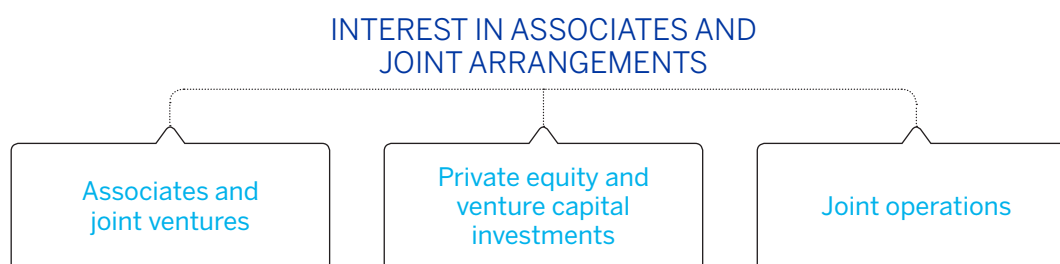 INTEREST IN ASSOCIATES AND
JOINT ARRANGEMENTS
Associates and
joint ventures
Private equity and
venture capital
investments
Joint operations